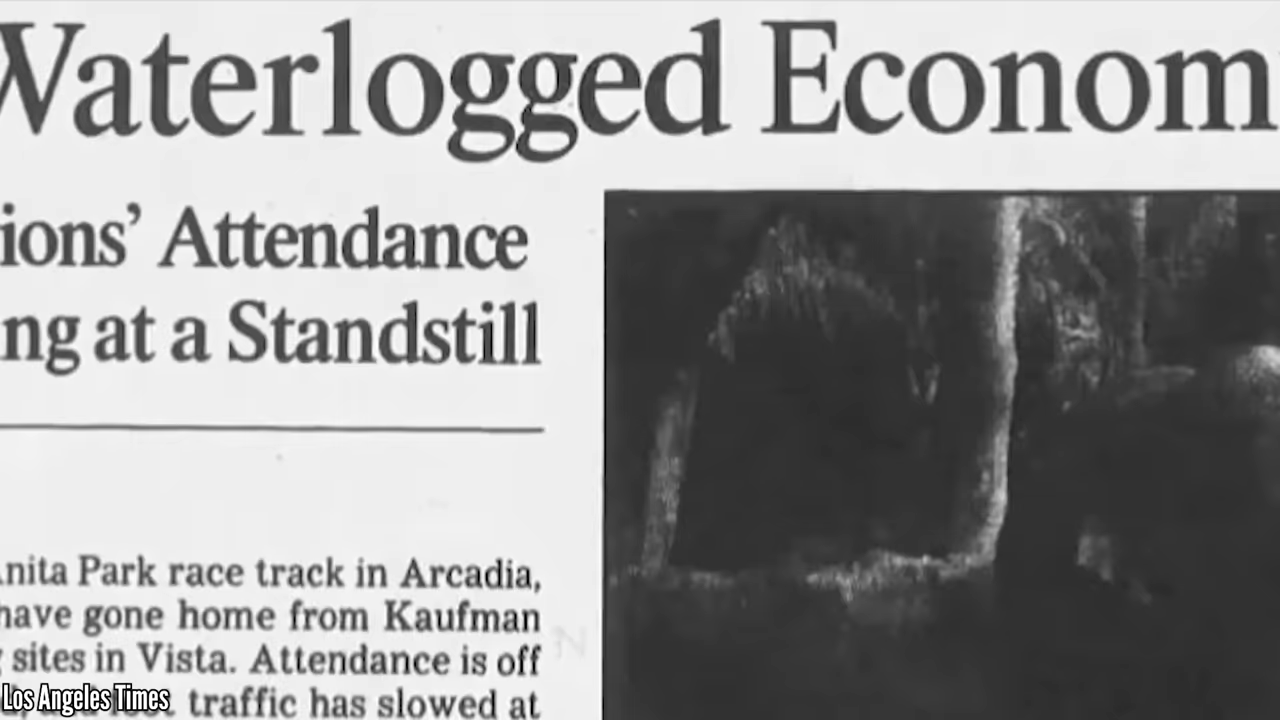 Waterlogged Econom
ions’ Attendance
ng at a Standstill
nita Park race track in Arcadia,
have gone home from Kaufman
sites in Vista. Attendance is off
traffic has slowed at
Los Angeles Times